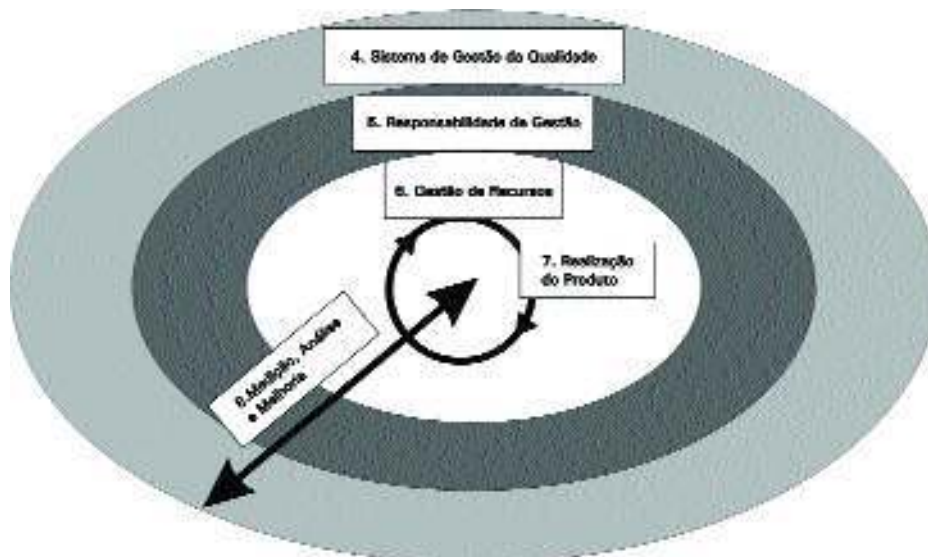 4. Sistema de Gestão da Qualidade
5. Responsabilidade da Gestão
6. Gestão de Recursos
7. Realização
do Produto
8.Medição, Análise
e Melhoria